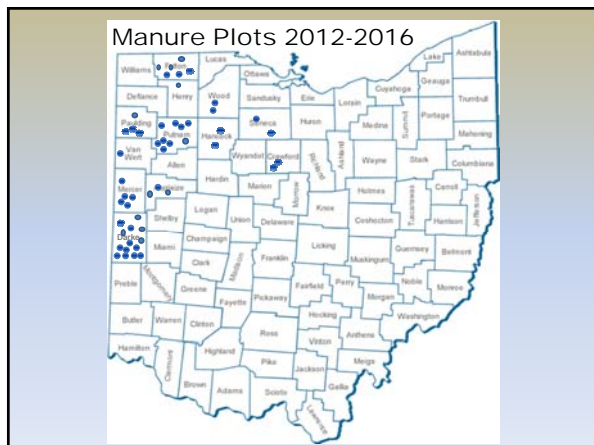 Manure Plots 2012-2016
Williams
Fulton
Lucas
Ottawa
Lake
Ashtabula
Geauga
Cuyahoga
Defiance
Henry
Wood
Sandusky
Erie
Lorain
Trumbull
Paulding
Putnam
Hancock
Seneca
Huron
Medina
Summit
Portage
Mahoning
Van
Wert
Allen
Wyandot
Crawford
Richland
Ashland
Wayne
Stark
Columbiana
Mercer
Auglaize
Hardin
Marion
Morrow
Holmes
Tuscarawas
Carroll
Jefferson
Shelby
Logan
Union
Delaware
Knox
Coshocton
Harrison
Darke
Miami
Champaign
Clark
Madison
Franklin
Licking
Muskingum
Guernsey
Belmont
Preble
Montgomery
Greene
Fayette
Pickaway
Fairfield
Perry
Morgan
Noble
Monroe
Washington
Butler
Warren
Clinton
Ross
Hocking
Vinton
Athens
Hamilton
Clermont
Highland
Pike
Jackson
Meigs
Brown
Adams
Scioto
Gallia
Lawrence